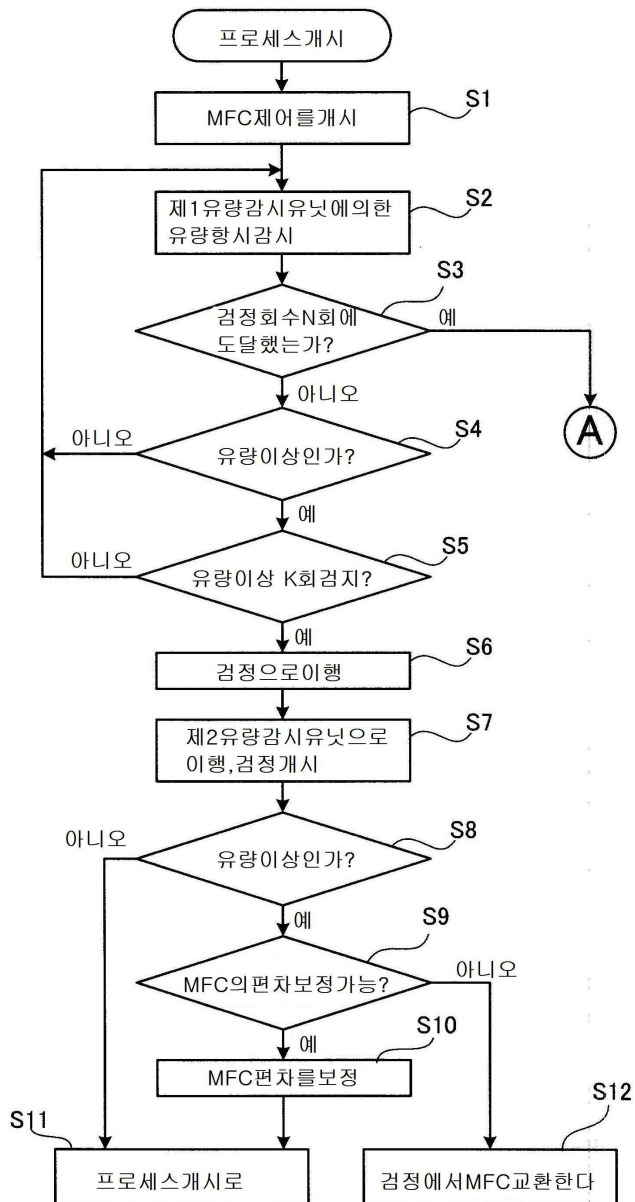 프로세스개시
S1
MFC제어를개시
S2
제1유량감시유닛에의한
유량항시감시
S3
검정회수N회에
도달했는가?
예
아니오
A
S4
아니오
유량이상인가?
예
S5
아니오
유량이상 K회검지?
예
S6
검정으로이행
S7
제2유량감시유닛으로
이행,검정개시
S8
아니오
유량이상인가?
예
S9
아니오
MFC의편차보정가능?
예
S10
MFC편차를보정
S11
프로세스개시로
S12
검정에서MFC교환한다